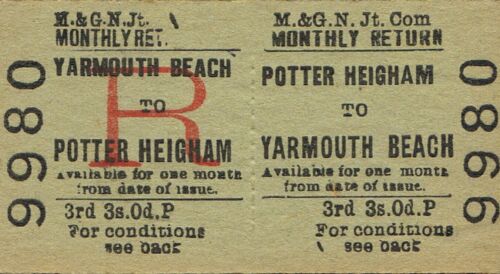 M.&G.N.Jt.
MONTHLY RET.
YARMOUTH BEACH
TO
POTTER HEIGHAM
Available for one month
from date of issue.
3rd 3s.0d.P
For conditions
see back
R
9980
M.&G.N. Jt. Com
MONTHLY RETURN
POTTER HEIGHAM
TO
YARMOUTH BEACH
Available for one month
from date of issue.
3rd 3s.0d.P
For conditions
see back
9980